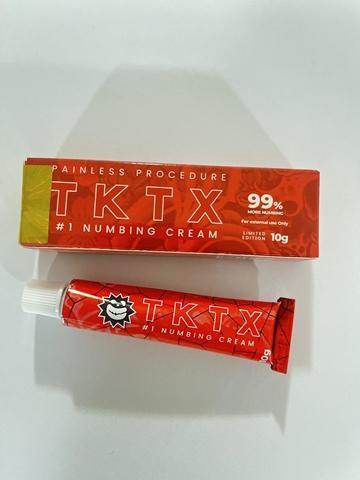 PAINLESS PROCEDURE
TKTX
#1 NUMBING CREAM
99%
MORE NUMBING
For external use Only
LIMITED
EDITION 10g
TKTX
#1 NUMBING CREAM